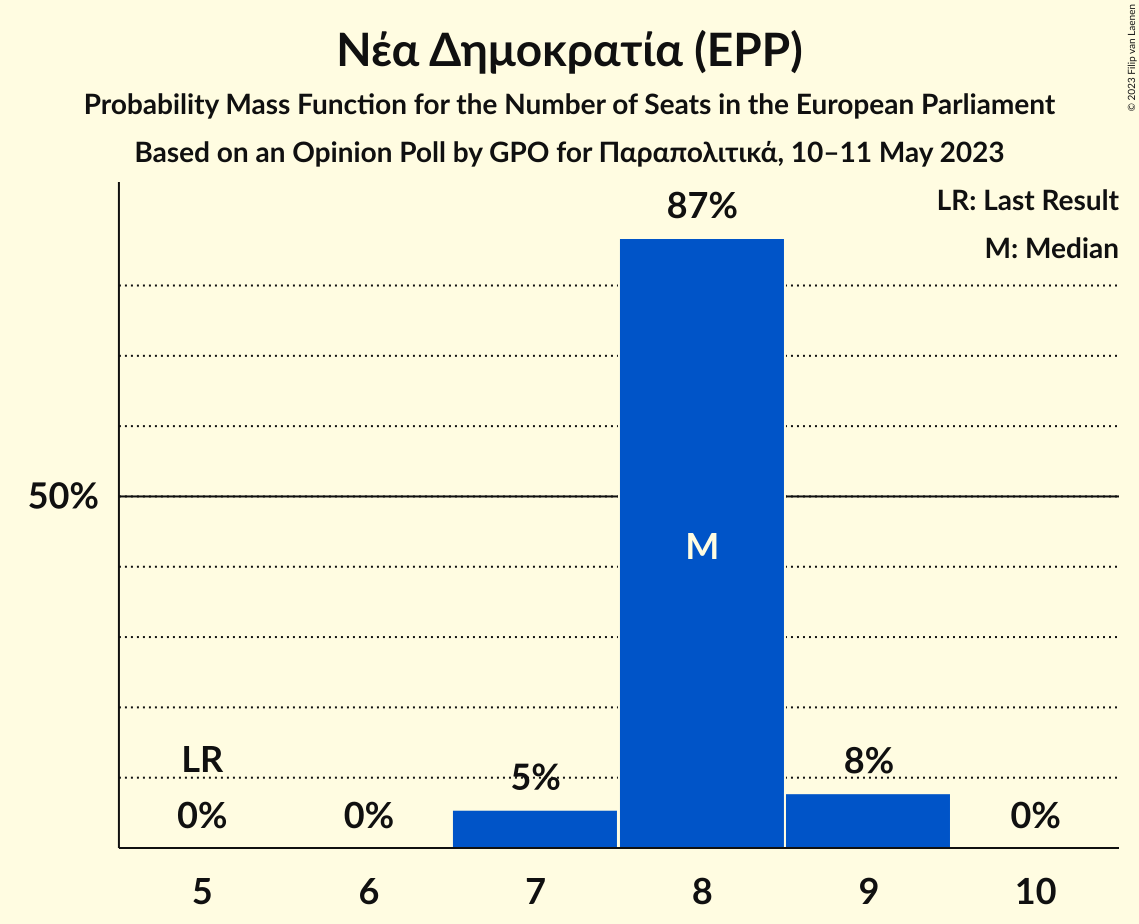 Νέα Δημοκρατία (EPP)
Probability Mass Function for the Number of Seats in the European Parliament
Based on an Opinion Poll by GPO for Παραπολιτικά, 10–11 May 2023
© 2023 Filip van Laenen
LR: Last Result
M: Median
87%
50%
M
LR
5%
8%
0%
0%
0%
5
6
7
8
9
10